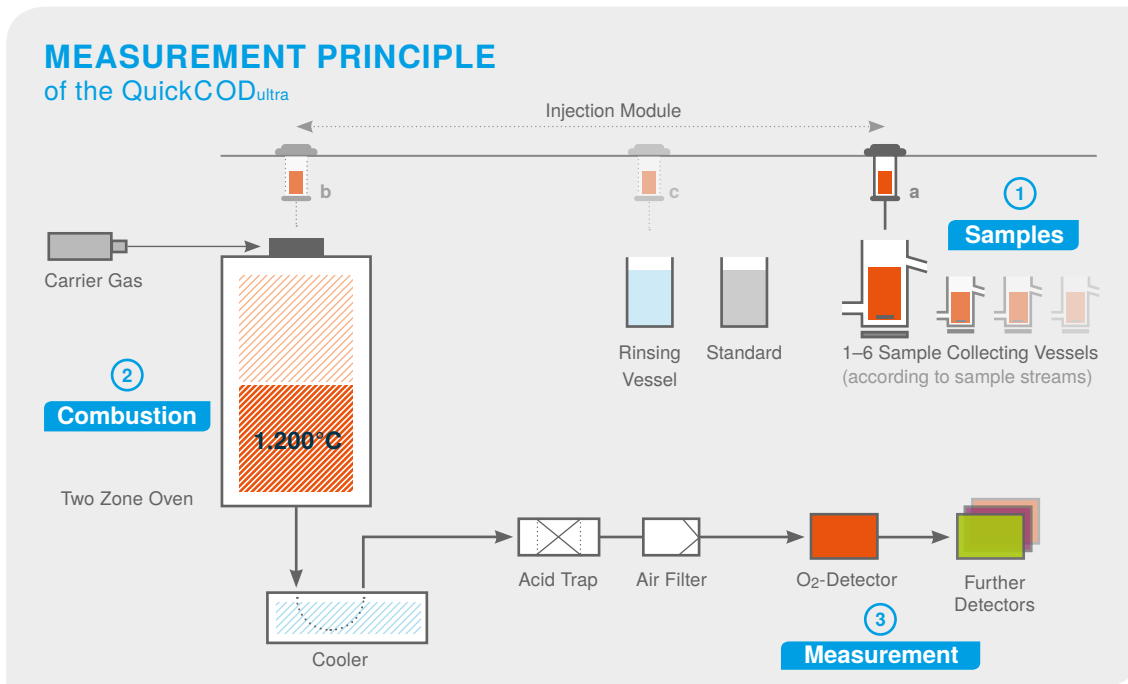 MEASUREMENT PRINCIPLE
of the QuickCODultra
Injection Module
b
c
a
1
Samples
Carrier Gas
Rinsing
Vessel
Standard
1–6 Sample Collecting Vessels
(according to sample streams)
2
Combustion
1.200°C
Two Zone Oven
Acid Trap
Air Filter
O2-Detector
Further
Detectors
3
Measurement
Cooler